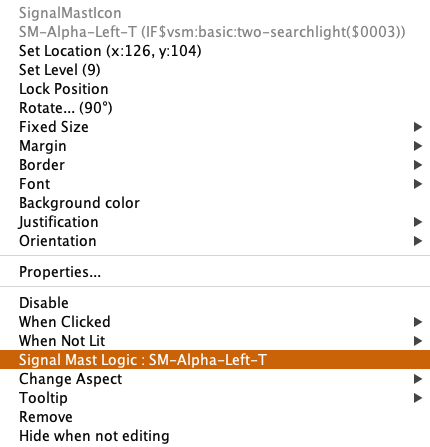 SignalMastIcon
SM-Alpha-Left-T (IF$vsm:basic:two-searchlight($0003))
Set Location (x:126, y:104)
Set Level (9)
Lock Position
Rotate... (90°)
Fixed Size
Margin
Border
Font
Background color
Justification
Orientation
Properties...
Disable
When Clicked
When Not Lit
Signal Mast Logic : SM-Alpha-Left-T
Change Aspect
Tooltip
Remove
Hide when not editing